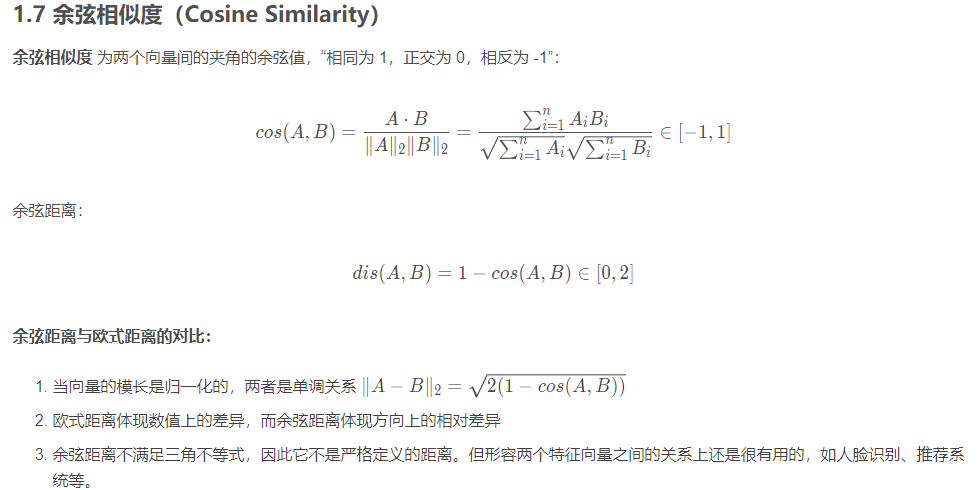 1.7 余弦相似度（Cosine Similarity）
余弦相似度 为两个向量间的夹角的余弦值，“相同为 1，正交为 0，相反为 -1”：
cos(A, B) = \frac{A \cdot B}{\|A\|_2 \|B\|_2} = \frac{\sum_{i=1}^{n} A_i B_i}{\sqrt{\sum_{i=1}^{n} A_i} \sqrt{\sum_{i=1}^{n} B_i}} \in [-1, 1]
余弦距离：
dis(A, B) = 1 - cos(A, B) \in [0, 2]
余弦距离与欧式距离的对比：
1. 当向量的模长是归一化的，两者是单调关系 \|A - B\|_2 = \sqrt{2(1 - cos(A, B))}
2. 欧式距离体现数值上的差异，而余弦距离体现方向上的相对差异
3. 余弦距离不满足三角不等式，因此它不是严格定义的距离。但形容两个特征向量之间的关系上还是很有用的，如人脸识别、推荐系
统等。